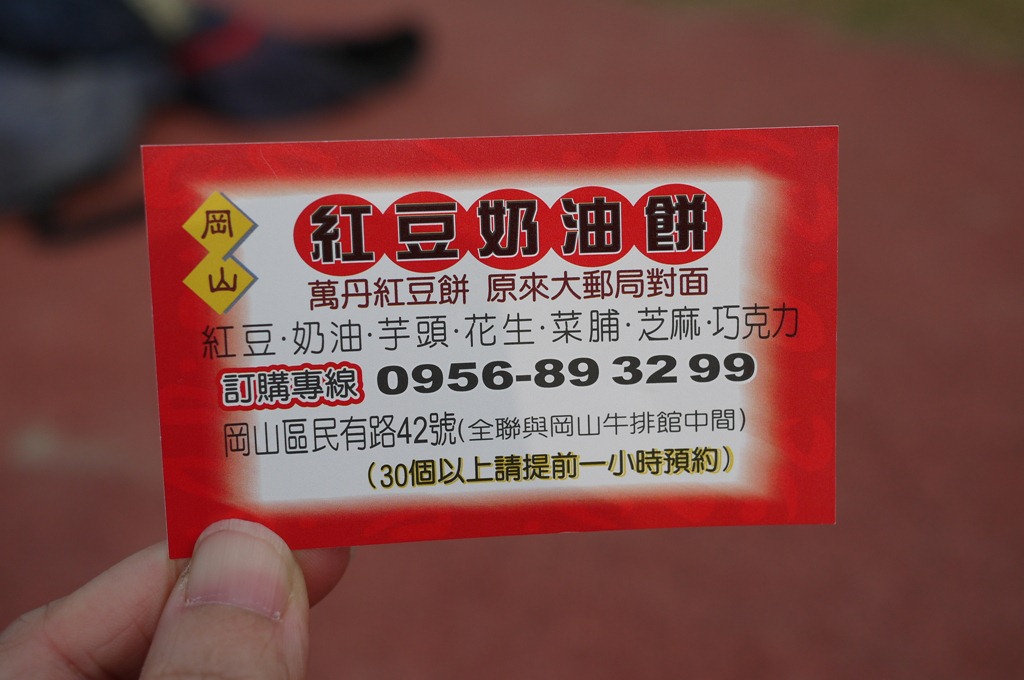 岡山
紅豆奶油餅
萬丹紅豆餅 原來大郵局對面
紅豆·奶油·芋頭·花生·菜脯·芝麻·巧克力
訂購專線 0956-89 32 99
岡山區民有路42號(全聯與岡山牛排館中間)
(30個以上請提前一小時預約)